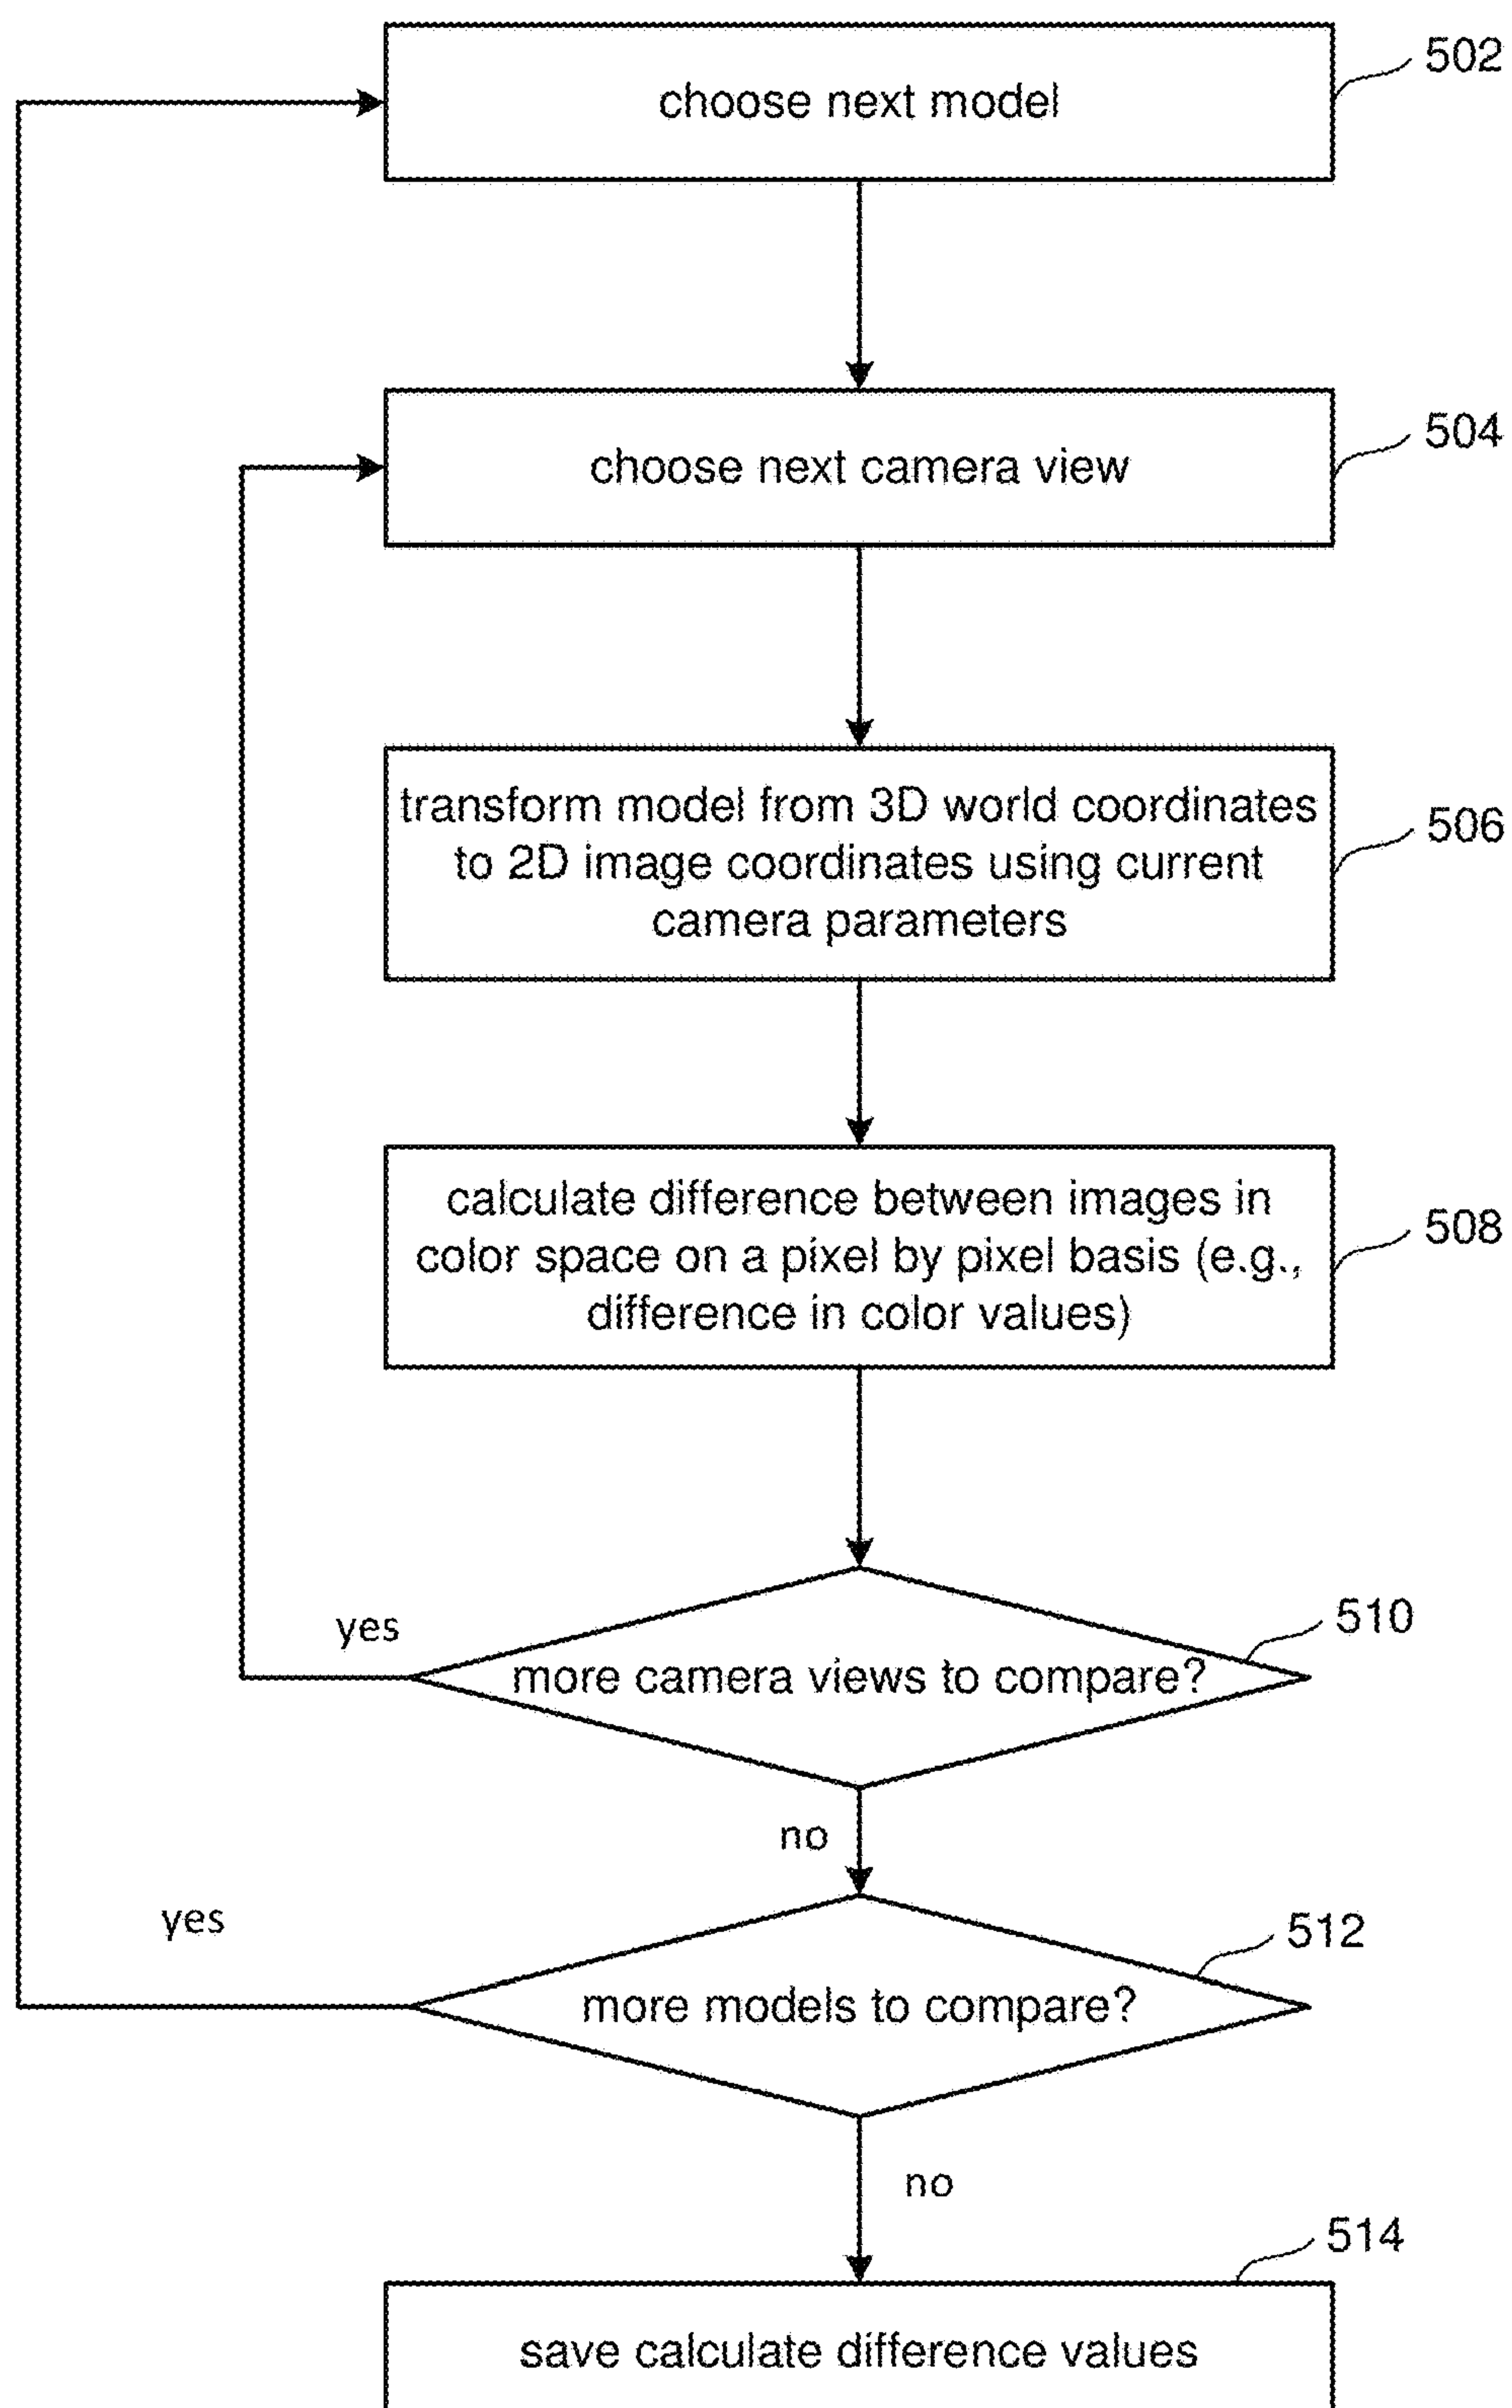 choose next model
502
choose next camera view
504
transform model from 3D world coordinates
to 2D image coordinates using current
camera parameters
506
calculate difference between images in
color space on a pixel by pixel basis (e.g.,
difference in color values)
508
more camera views to compare?
510
yes
no
more models to compare?
512
yes
no
save calculate difference values
514